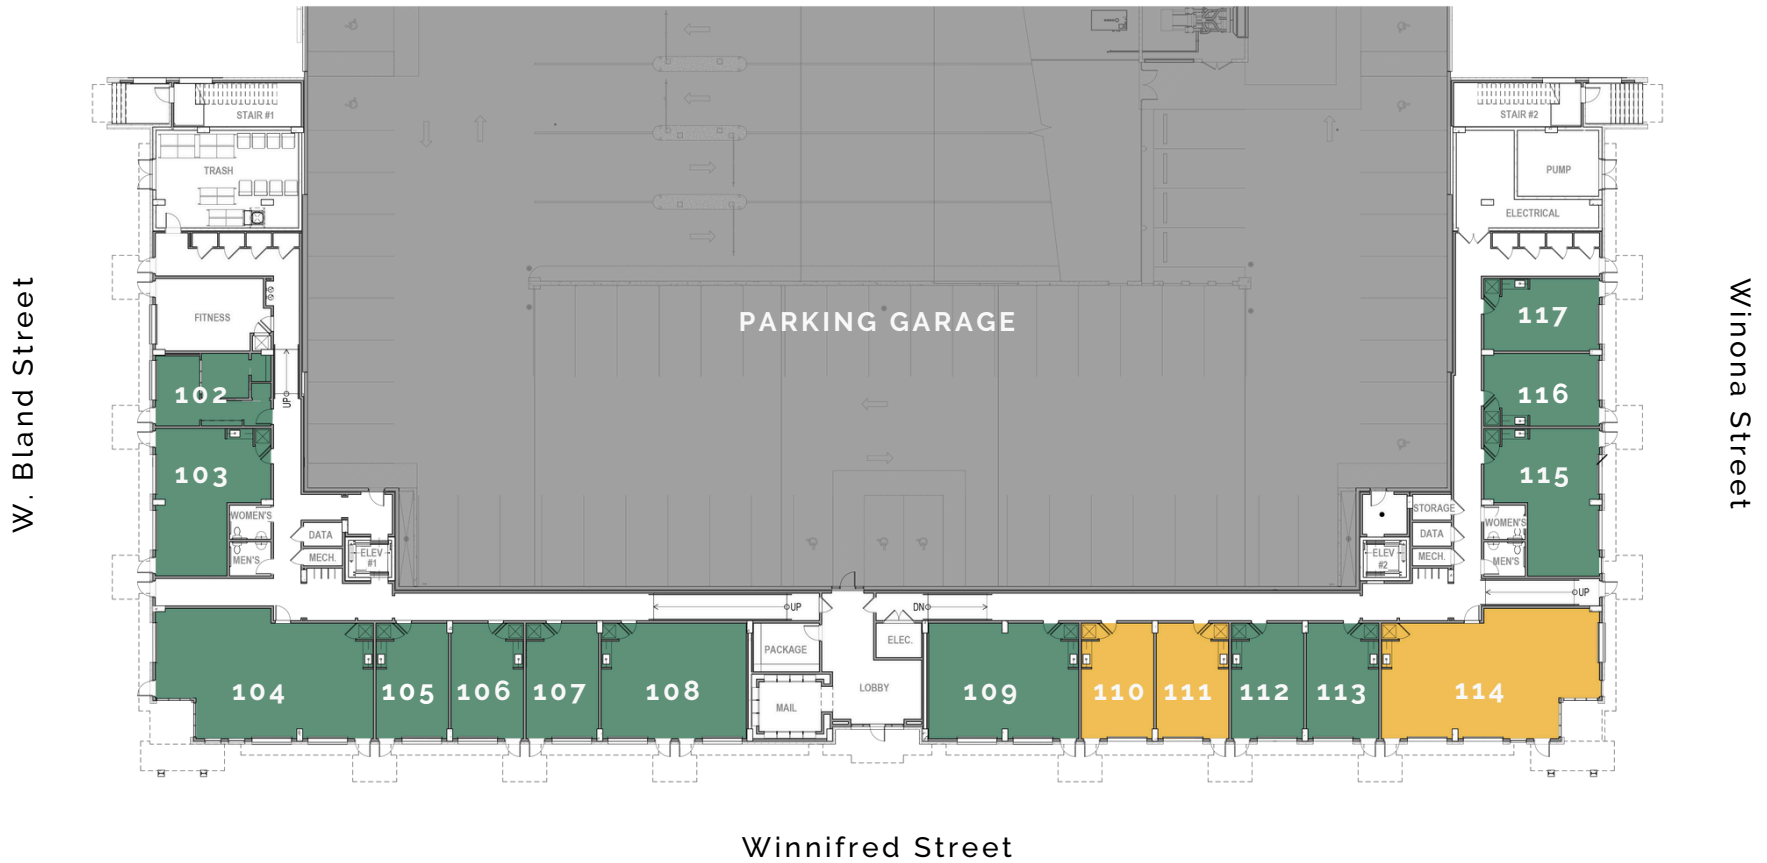 STAIR #1
STAIR #2
TRASH
PUMP
ELECTRICAL
FITNESS
PARKING GARAGE
W. Bland Street
Winona Street
117
102
UP
116
103
115
WOMEN'S
MEN'S
DATA
MECH.
ELEV
#1
STORAGE
DATA
MECH.
ELEV
#2
WOMEN'S
MEN'S
UP
DN
UP
ELEC.
PACKAGE
LOBBY
MAIL
104
105
106
107
108
109
110
111
112
113
114
Winnifred Street